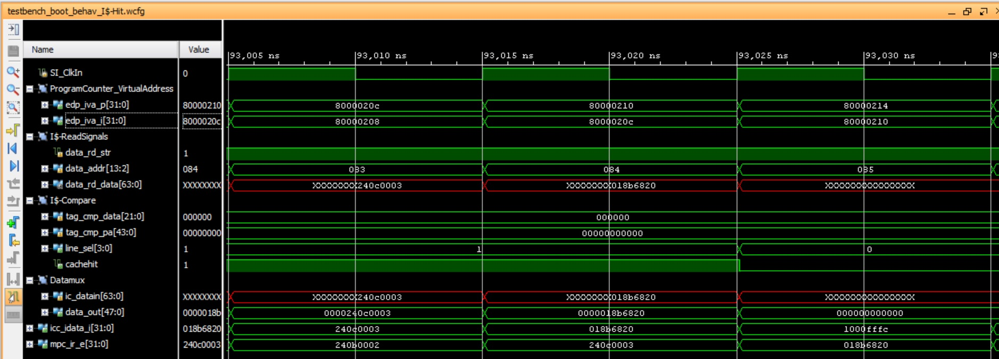 testbench_boot_behav_I$-Hit.wcfg
Name Value 93,005 ns 93,010 ns 93,015 ns 93,020 ns 93,025 ns 93,030 ns 9
SI_ClkIn 0
ProgramCounter_VirtualAddress
edp_iva_p[31:0] 80000210 8000020c 80000210 80000214
edp_iva_i[31:0] 8000020c 80000208 8000020c 80000210
I$-ReadSignals
data_rd_str 1
data_addr[13:2] 084 083 084 085
data_rd_data[63:0] XXXXXXXX XXXXXXXX240c0003 XXXXXXXX018b6820 XXXXXXXXXXXXXXXX
I$-Compare
tag_cmp_data[21:0] 000000 000000
tag_cmp_pa[43:0] 00000000 00000000000
line_sel[3:0] 1 1 0
cachehit 1
Datamux
ic_datain[63:0] XXXXXXXX XXXXXXXX240c0003 XXXXXXXX018b6820 XXXXXXXXXXXXXXXX
data_out[47:0] 0000018b 0000240c0003 0000018b6820 000000000000
icc_idata_i[31:0] 018b6820 240c0003 018b6820 1000fffc
mpc_ir_e[31:0] 240c0003 240b0002 240c0003 018b6820